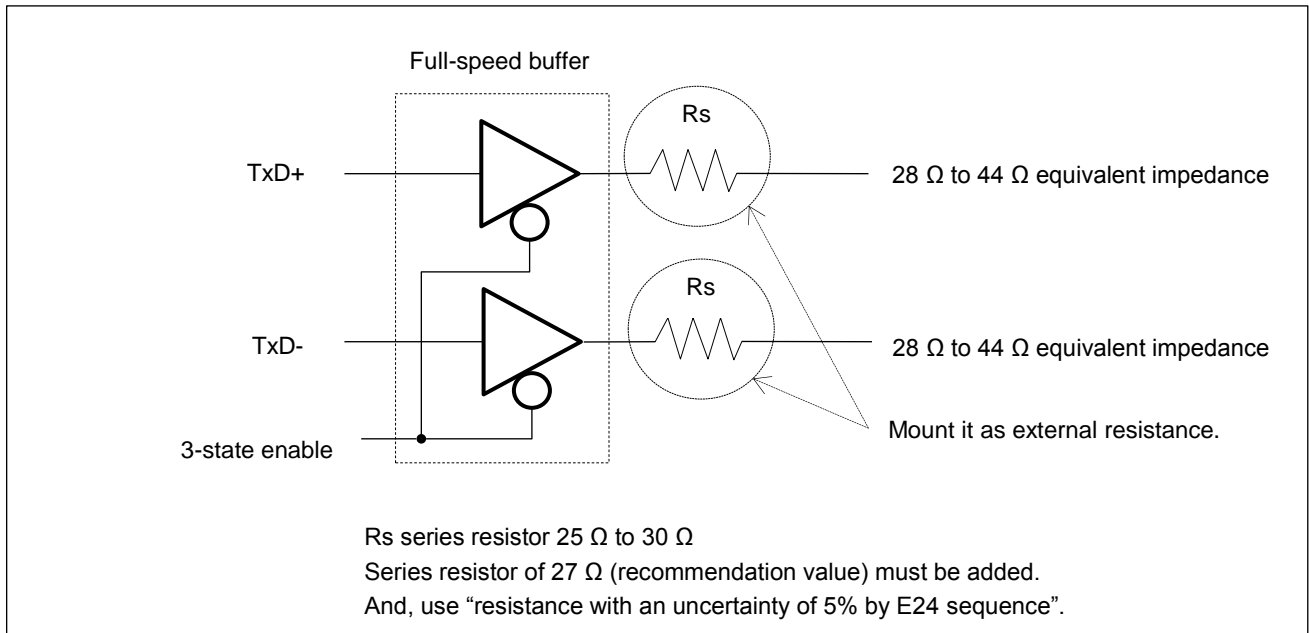 Full-speed buffer
Rs
TxD+
28 Ω to 44 Ω equivalent impedance
Rs
TxD-
28 Ω to 44 Ω equivalent impedance
Mount it as external resistance.
3-state enable
Rs series resistor 25 Ω to 30 Ω
Series resistor of 27 Ω (recommendation value) must be added.
And, use “resistance with an uncertainty of 5% by E24 sequence”.